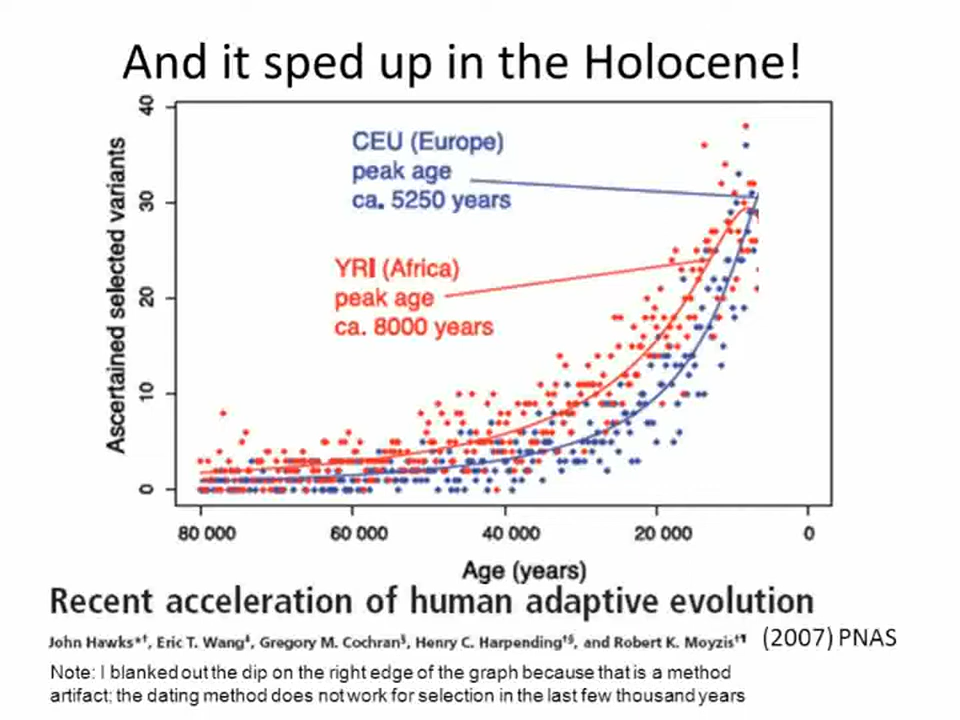 And it sped up in the Holocene!
40
30
20
10
0
Ascertained selected variants
CEU (Europe)
peak age
ca. 5250 years
YRI (Africa)
peak age
ca. 8000 years
80 000
60 000
40 000
20 000
0
Age (years)
Recent acceleration of human adaptive evolution
John Hawks*†, Eric T. Wang‡, Gregory M. Cochran§, Henry C. Harpending†§, and Robert K. Moyzis†¶ (2007) PNAS
Note: I blanked out the dip on the right edge of the graph because that is a method
artifact; the dating method does not work for selection in the last few thousand years